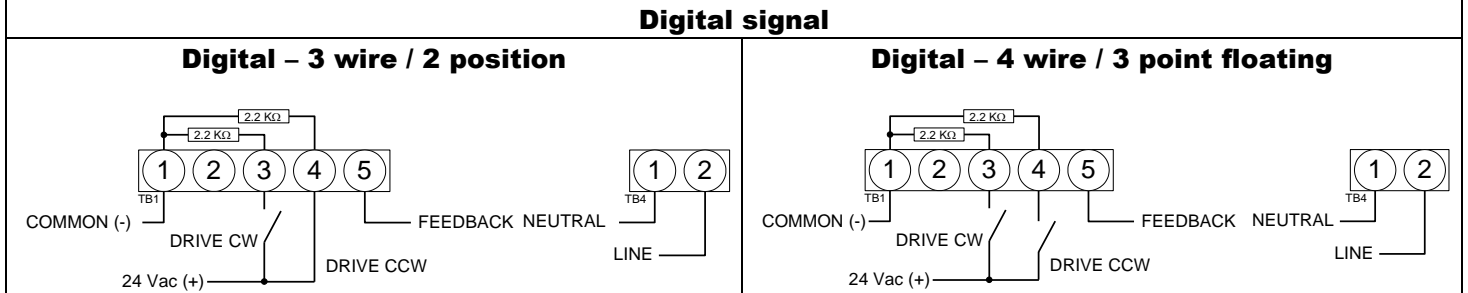 Digital signal
Digital – 3 wire / 2 position
2.2 KΩ
2.2 KΩ
1 2 3 4 5
TB1
COMMON (-)
DRIVE CW
24 Vac (+)
DRIVE CCW
FEEDBACK
1 2
TB4
NEUTRAL
LINE
Digital – 4 wire / 3 point floating
2.2 KΩ
2.2 KΩ
1 2 3 4 5
TB1
COMMON (-)
DRIVE CW
24 Vac (+)
DRIVE CCW
FEEDBACK
1 2
TB4
NEUTRAL
LINE